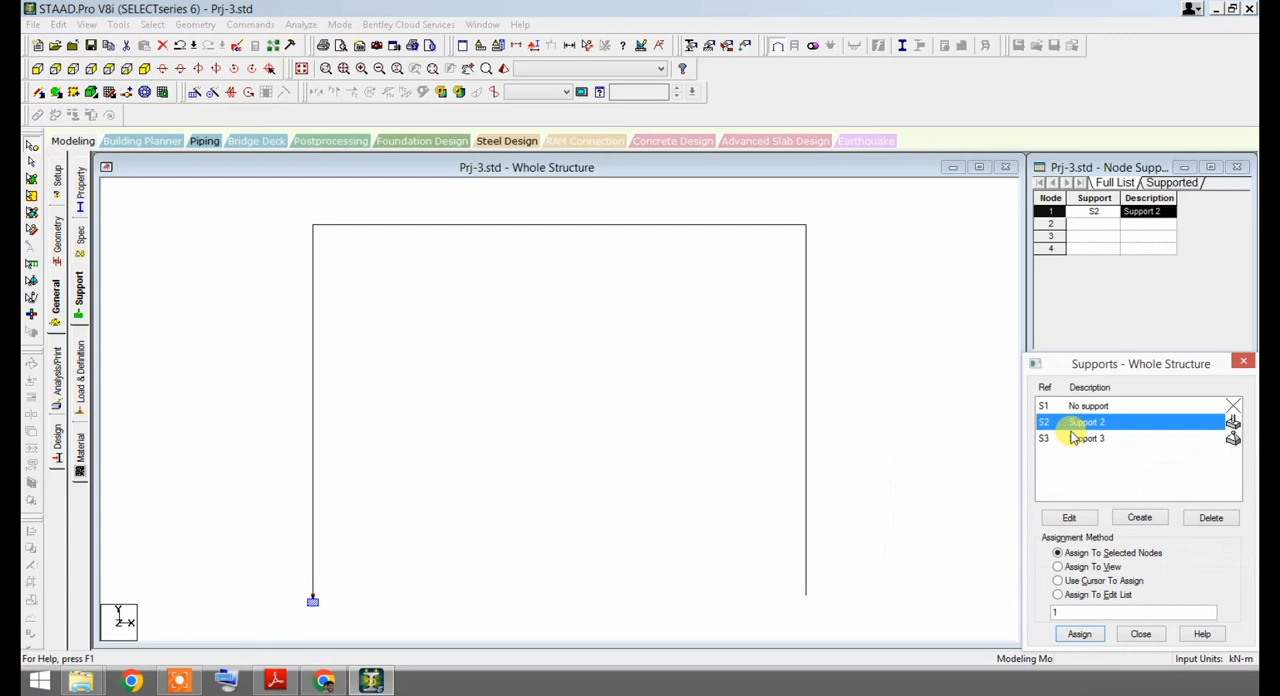 STAAD.Pro V8i (SELECTseries 6) - Prj-3.std
File Edit View Tools Select Geometry Commands Analyze Mode Bentley Cloud Services Window Help
Modeling Building Planner Piping Bridge Deck Postprocessing Foundation Design Steel Design RAM Connection Concrete Design Advanced Slab Design Earthquake
Setup
Geometry
General
Analysis/Print
Design
Property
Spec
Support
Load & Definition
Material
Prj-3.std - Whole Structure
Y
Z X
Prj-3.std - Node Supp...
Full List Supported
Node Support Description
1 S2 Support 2
2
3
4
Supports - Whole Structure
Ref Description
S1 No support
S2 Support 2
S3 port 3
Edit Create Delete
Assignment Method
Assign To Selected Nodes
Assign To View
Use Cursor To Assign
Assign To Edit List
1
Assign Close Help
For Help, press F1
Modeling Mo Input Units: kN-m